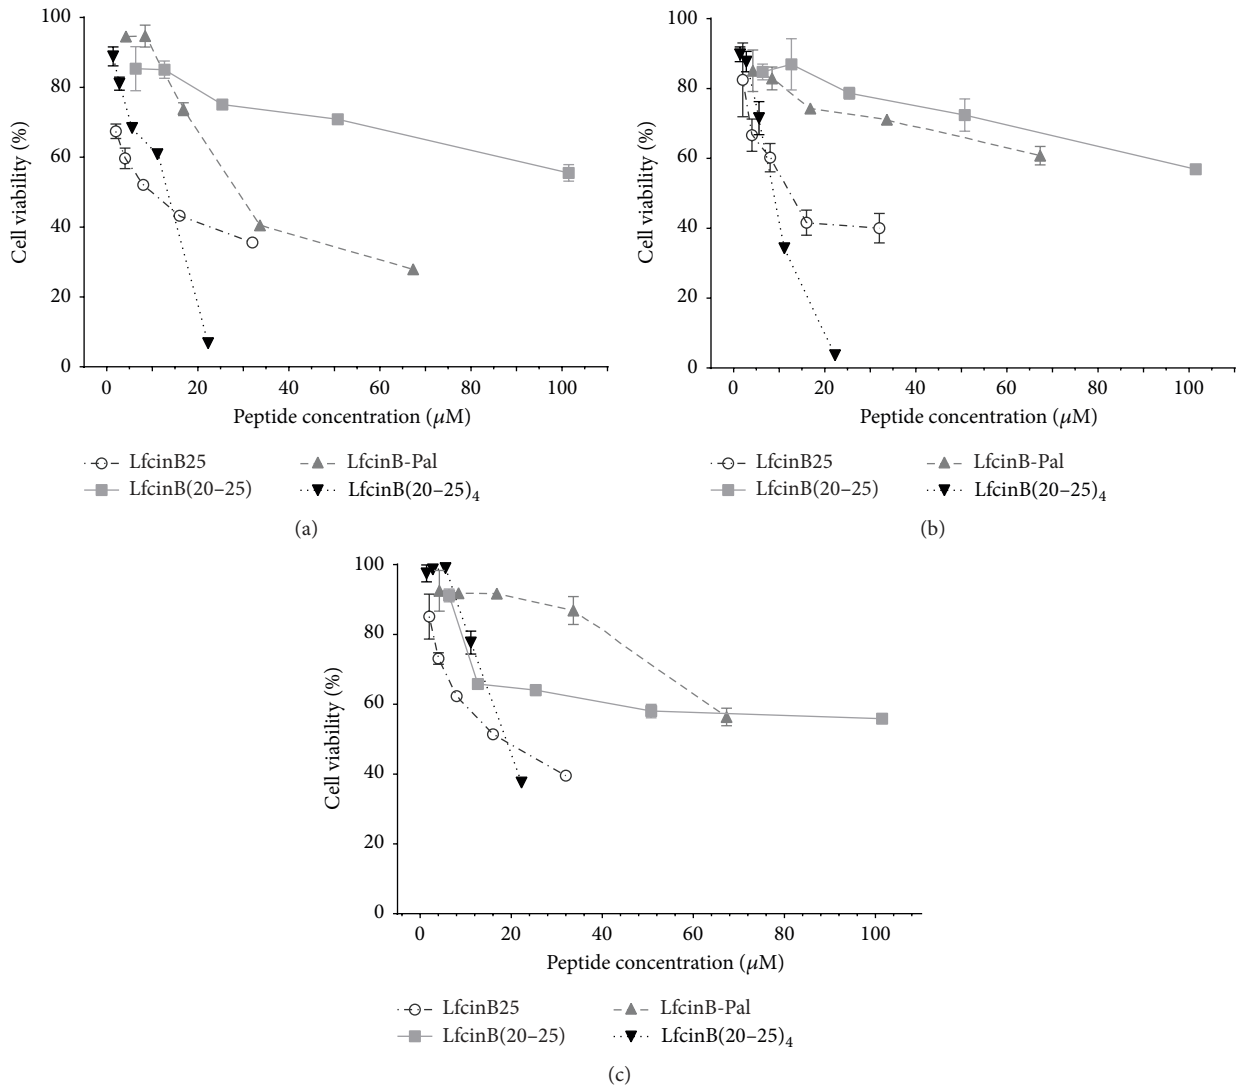 100
80
60
40
20
0
Cell viability (%)
0 20 40 60 80 100
Peptide concentration (μM)
LfcinB25
LfcinB-Pal
LfcinB(20–25)
LfcinB(20–25)4
(a)
100
80
60
40
20
0
Cell viability (%)
0 20 40 60 80 100
Peptide concentration (μM)
LfcinB25
LfcinB-Pal
LfcinB(20–25)
LfcinB(20–25)4
(b)
100
80
60
40
20
0
Cell viability (%)
0 20 40 60 80 100
Peptide concentration (μM)
LfcinB25
LfcinB-Pal
LfcinB(20–25)
LfcinB(20–25)4
(c)